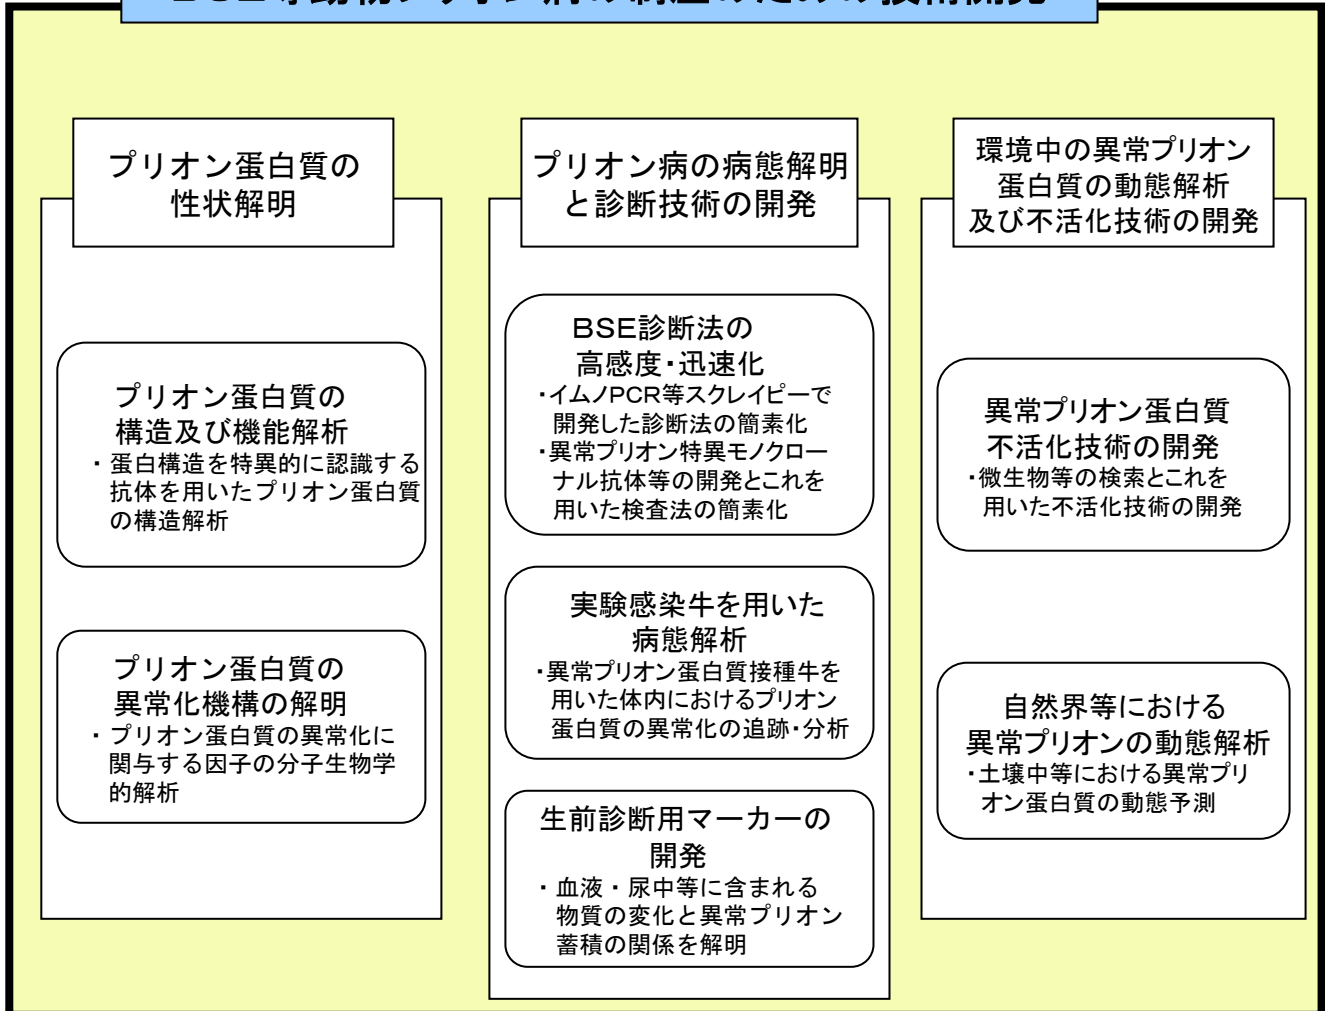 プリオン蛋白質の
性状解明
プリオン蛋白質の
構造及び機能解析
・ 蛋白構造を特異的に認識する
抗体を用いたプリオン蛋白質
の構造解析
プリオン蛋白質の
異常化機構の解明
・ プリオン蛋白質の異常化に
関与する因子の分子生物学
的解析
プリオン病の病態解明
と診断技術の開発
BSE診断法の
高感度・迅速化
・イムノPCR等スクレイピーで
開発した診断法の簡素化
・異常プリオン特異モノクロー
ナル抗体等の開発とこれを
用いた検査法の簡素化
実験感染牛を用いた
病態解析
・異常プリオン蛋白質接種牛を
用いた体内におけるプリオン
蛋白質の異常化の追跡・分析
生前診断用マーカーの
開発
・ 血液・尿中等に含まれる
物質の変化と異常プリオン
蓄積の関係を解明
環境中の異常プリオン
蛋白質の動態解析
及び不活化技術の開発
異常プリオン蛋白質
不活化技術の開発
・微生物等の検索とこれを
用いた不活化技術の開発
自然界等における
異常プリオンの動態解析
・土壌中等における異常プリ
オン蛋白質の動態予測